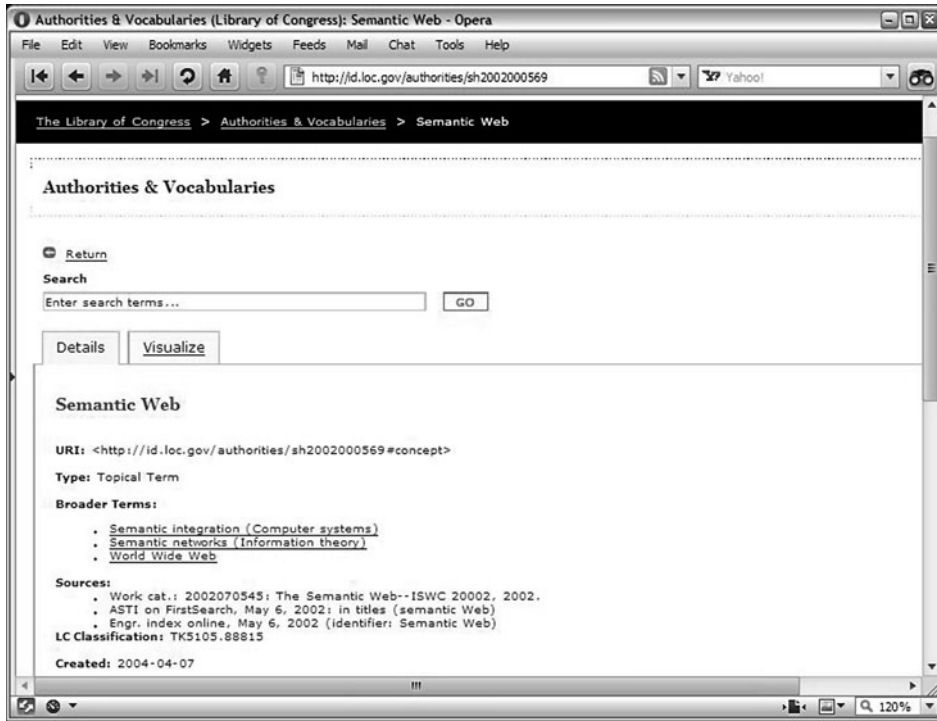 Authorities & Vocabularies (Library of Congress): Semantic Web - Opera
File Edit View Bookmarks Widgets Feeds Mail Chat Tools Help
http://id.loc.gov/authorities/sh2002000569 Yahoo!
The Library of Congress > Authorities & Vocabularies > Semantic Web
Authorities & Vocabularies
Return
Search
Enter search terms... GO
Details Visualize
Semantic Web
URI: <http://id.loc.gov/authorities/sh2002000569#concept>
Type: Topical Term
Broader Terms:
• Semantic integration (Computer systems)
• Semantic networks (Information theory)
• World Wide Web
Sources:
• Work cat.: 2002070545: The Semantic Web--ISWC 20002, 2002.
• ASTI on FirstSearch, May 6, 2002: in titles (semantic Web)
• Engr. index online, May 6, 2002 (identifier: Semantic Web)
LC Classification: TK5105.88815
Created: 2004-04-07
120%